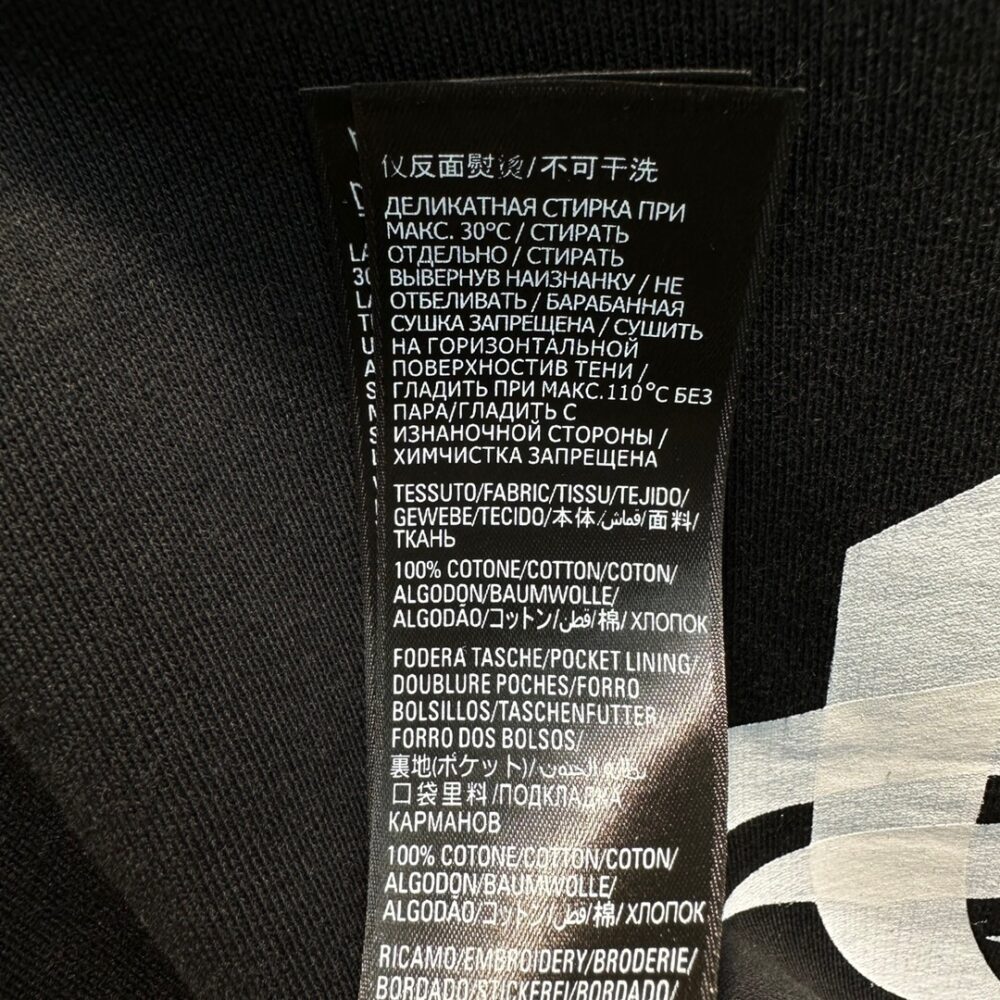 仅反面熨烫/不可干洗
ДЕЛИКАТНАЯ СТИРКА ПРИ
МАКС. 30°C / СТИРАТЬ
ОТДЕЛЬНО / СТИРАТЬ
ВЫВЕРНУВ НАИЗНАНКУ / НЕ
ОТБЕЛИВАТЬ / БАРАБАННАЯ
СУШКА ЗАПРЕЩЕНА / СУШИТЬ
НА ГОРИЗОНТАЛЬНОЙ
ПОВЕРХНОСТИВ ТЕНИ /
ГЛАДИТЬ ПРИ МАКС.110°C БЕЗ
ПАРА/ГЛАДИТЬ С
ИЗНАНОЧНОЙ СТОРОНЫ /
ХИМЧИСТКА ЗАПРЕЩЕНА
TESSUTO/FABRIC/TISSU/TEJIDO/
GEWEBE/TECIDO/本体/قماش/面料/
ТКАНЬ
100% COTONE/COTTON/COTON/
ALGODON/BAUMWOLLE/
ALGODÃO/コットン/قطن/棉/ХЛОПОК
FODERA TASCHE/POCKET LINING/
DOUBLURE POCHES/FORRO
BOLSILLOS/TASCHENFUTTER/
FORRO DOS BOLSOS/
裏地(ポケット)/
口袋里料/ПОДКЛАДКА
КАРМАНОВ
100% COTONE/COTTON/COTON/
ALGODON/BAUMWOLLE/
ALGODÃO/コットン/قطن/棉/ХЛОПОК
RICAMO/EMBROIDERY/BRODERIE/
BORDADO/STICKEREI/BORDADO/